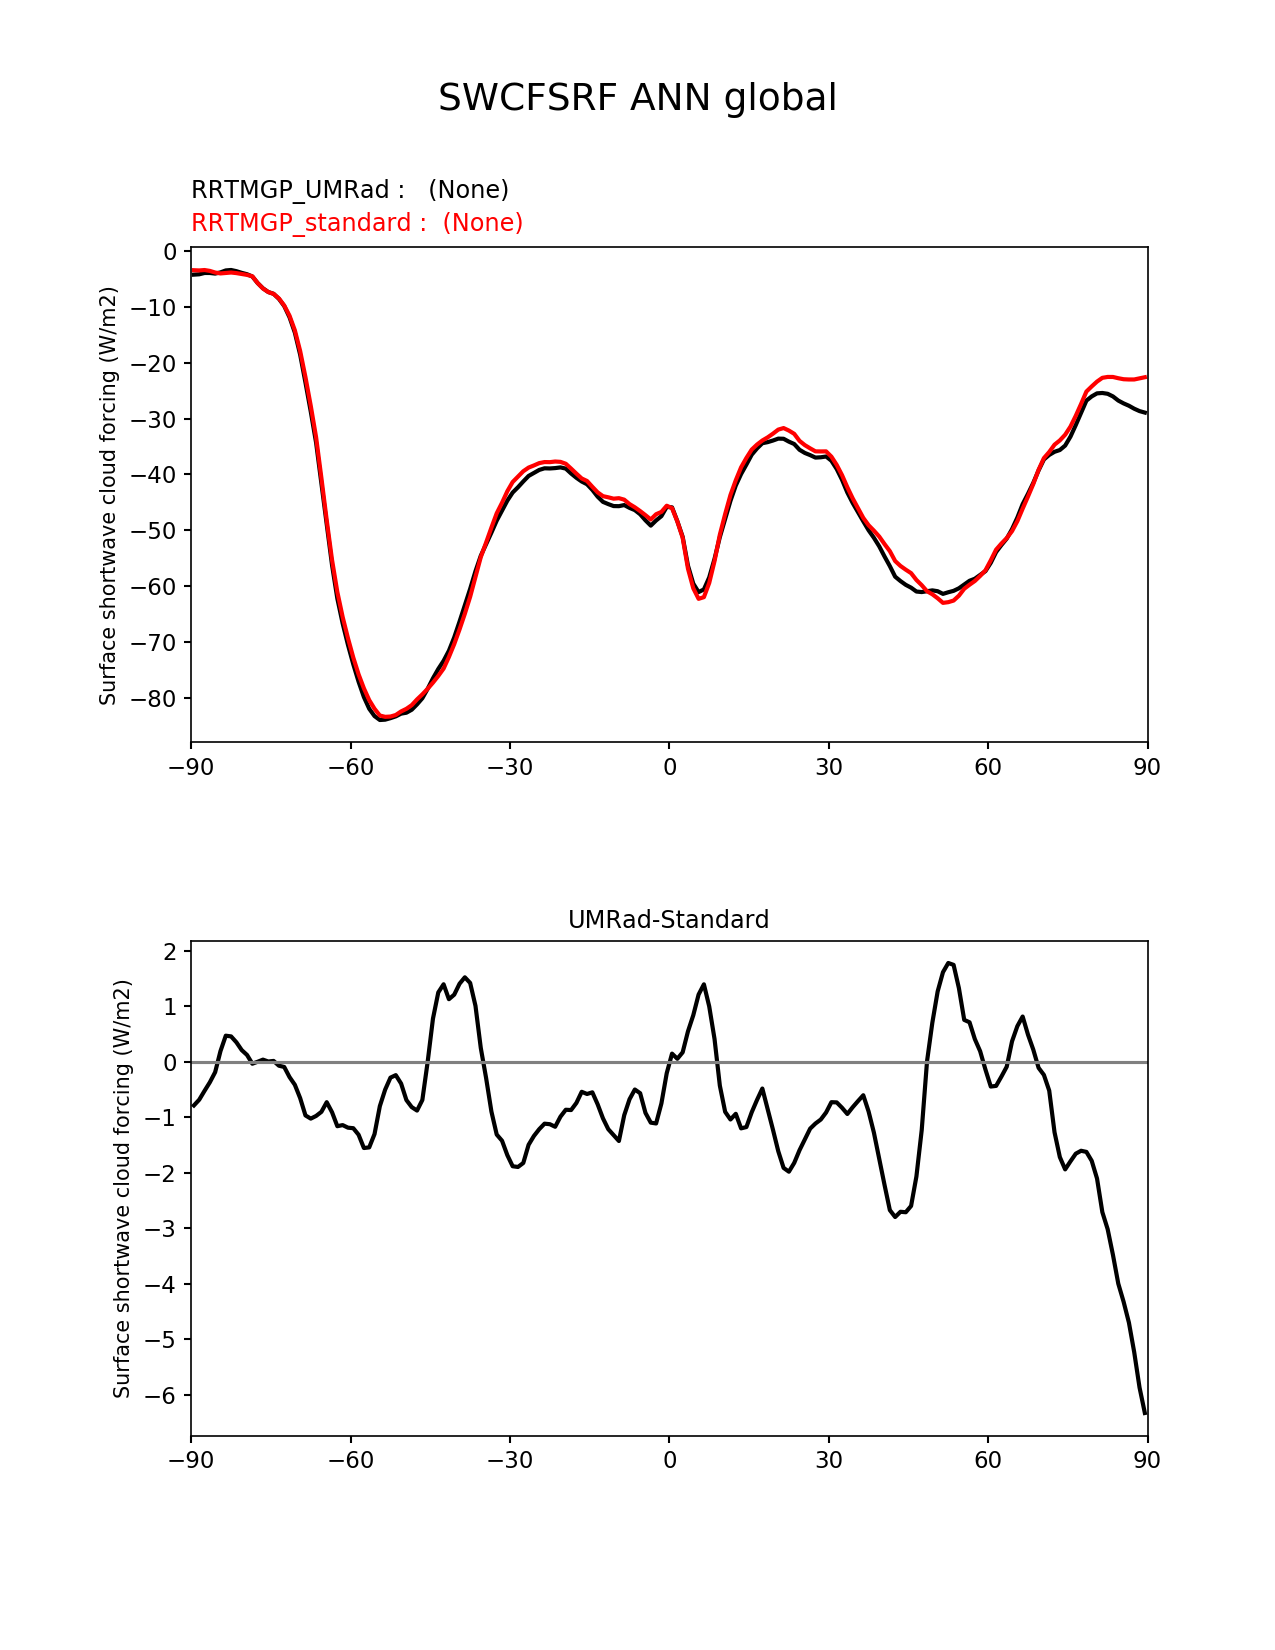 SWCFSRF ANN global
RRTMGP_UMRad :   (None)
RRTMGP_standard :  (None)
Surface shortwave cloud forcing (W/m2)
0
−10
−20
−30
−40
−50
−60
−70
−80
−90 −60 −30 0 30 60 90
UMRad-Standard
Surface shortwave cloud forcing (W/m2)
2
1
0
−1
−2
−3
−4
−5
−6
−90 −60 −30 0 30 60 90